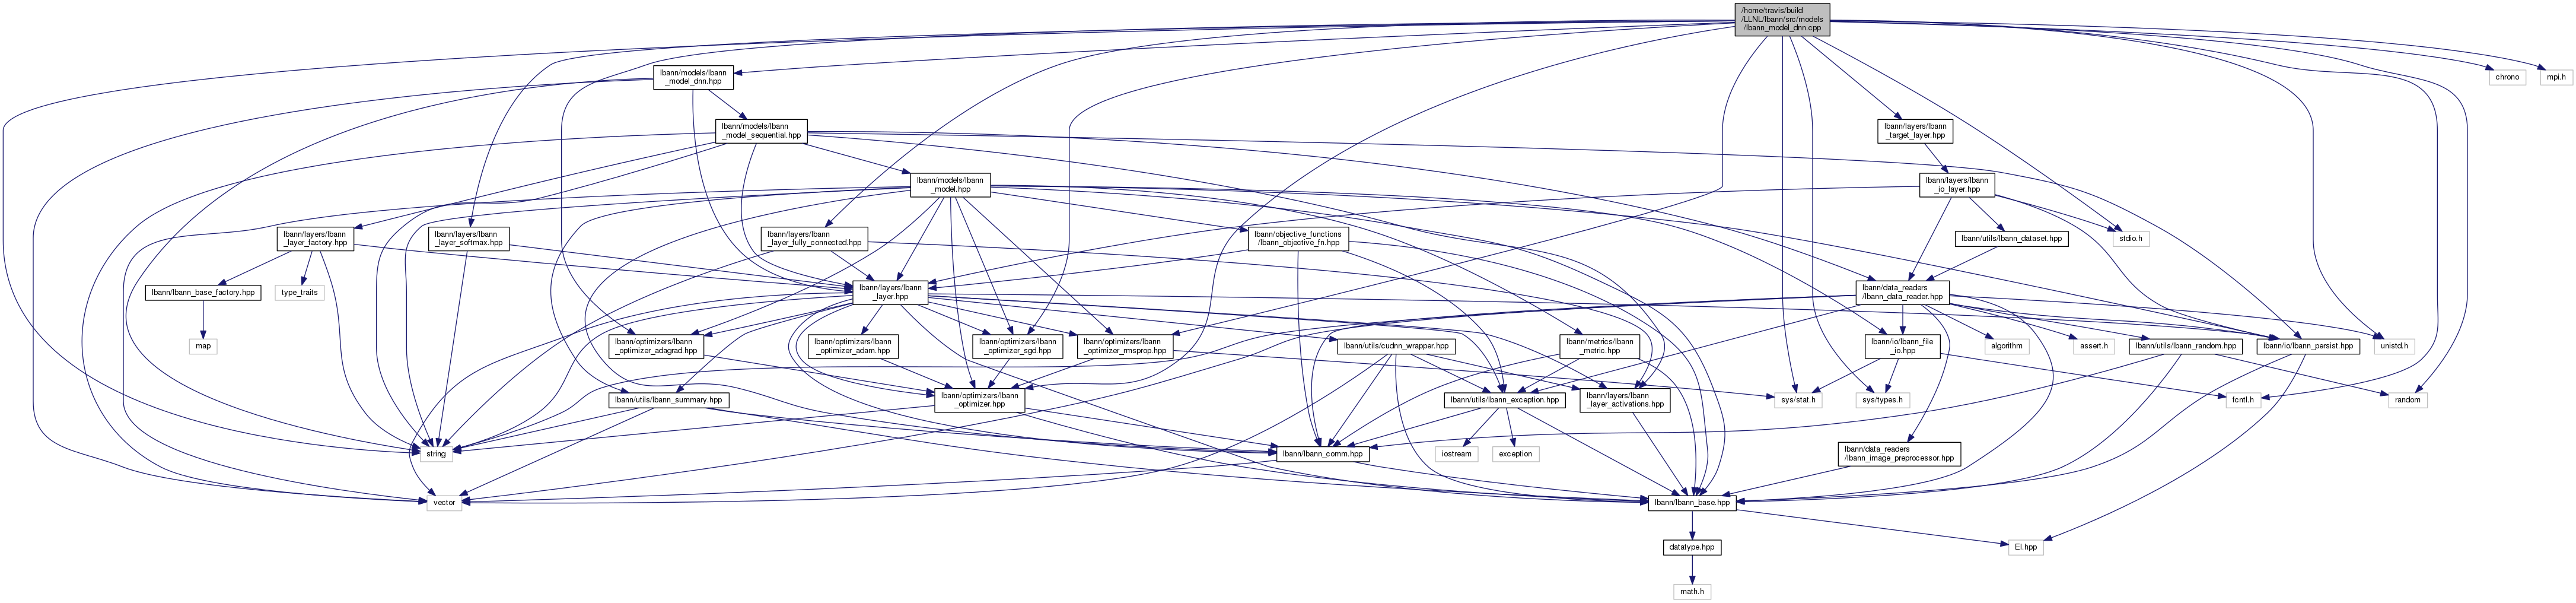 /home/travis/build
/LLNL/lbann/src/models
/lbann_model_dnn.cpp
lbann/models/lbann
_model_dnn.hpp
chrono
mpi.h
lbann/models/lbann
_model_sequential.hpp
lbann/layers/lbann
_target_layer.hpp
lbann/models/lbann
_model.hpp
lbann/layers/lbann
_io_layer.hpp
lbann/layers/lbann
_layer_factory.hpp
lbann/layers/lbann
_layer_softmax.hpp
lbann/layers/lbann
_layer_fully_connected.hpp
lbann/objective_functions
/lbann_objective_fn.hpp
lbann/utils/lbann_dataset.hpp
stdio.h
lbann/lbann_base_factory.hpp
type_traits
lbann/layers/lbann
_layer.hpp
lbann/data_readers
/lbann_data_reader.hpp
map
lbann/optimizers/lbann
_optimizer_adagrad.hpp
lbann/optimizers/lbann
_optimizer_adam.hpp
lbann/optimizers/lbann
_optimizer_sgd.hpp
lbann/optimizers/lbann
_optimizer_rmsprop.hpp
lbann/utils/cudnn_wrapper.hpp
lbann/metrics/lbann
_metric.hpp
lbann/io/lbann_file
_io.hpp
algorithm
assert.h
lbann/utils/lbann_random.hpp
lbann/io/lbann_persist.hpp
unistd.h
lbann/utils/lbann_summary.hpp
lbann/optimizers/lbann
_optimizer.hpp
lbann/utils/lbann_exception.hpp
lbann/layers/lbann
_layer_activations.hpp
sys/stat.h
sys/types.h
fcntl.h
random
string
lbann/lbann_comm.hpp
iostream
exception
lbann/data_readers
/lbann_image_preprocessor.hpp
vector
lbann/lbann_base.hpp
datatype.hpp
El.hpp
math.h